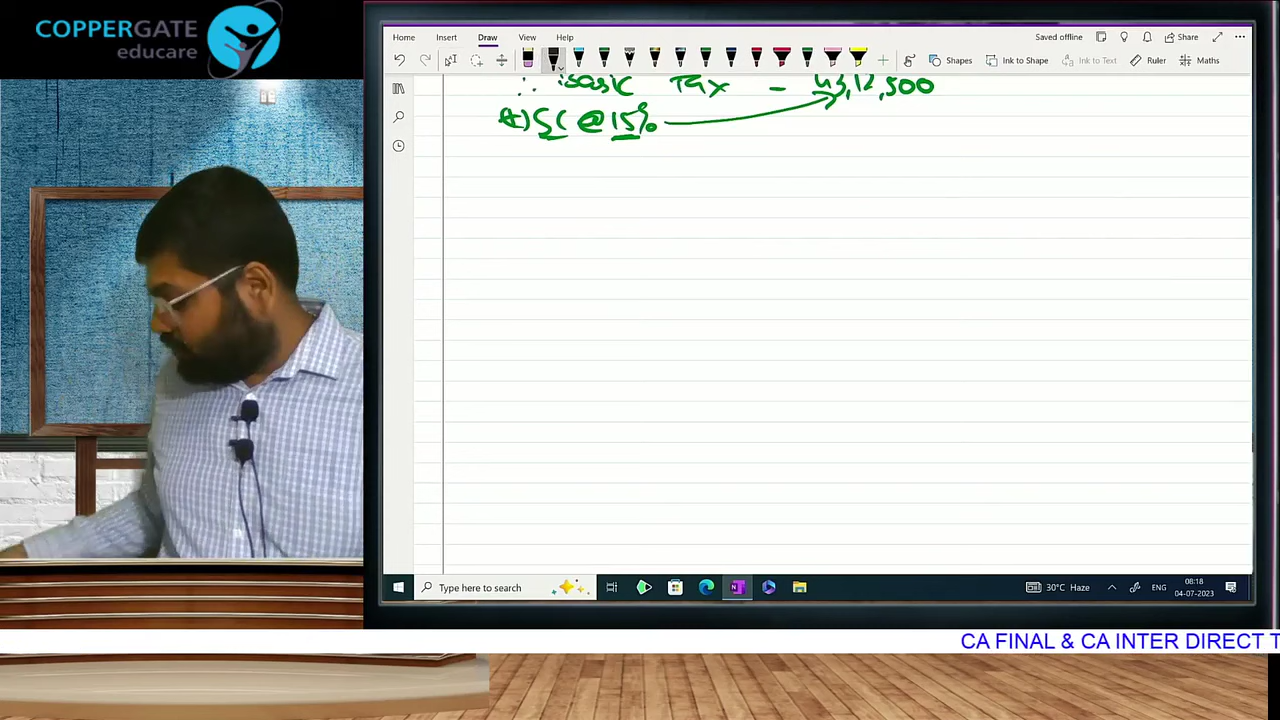 COPPERGATE
educare
Home Insert Draw View Help
Saved offline
Share
Shapes
Ink to Shape
Ink to Text
Ruler
Maths
∴ Basic Tax - 43,12,500
(+) SC @ 15%
Type here to search
30°C Haze
ENG
08:18
04-07-2023
CA FINAL & CA INTER DIRECT T